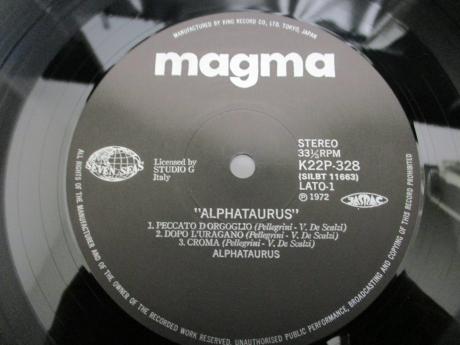 MANUFACTURED BY KING RECORD CO., LTD. TOKYO, JAPAN
magma
SEVEN SEAS
Licensed by
STUDIO G
Italy
STEREO
33⅓RPM
K22P-328
(SILBT 11663)
LATO-1
Ⓟ 1972
JASRAC
"ALPHATAURUS"
1. PECCATO D'ORGOGLIO (Pellegrini - V. De Scalzi)
2. DOPO L'URAGANO (Pellegrini - V. De Scalzi)
3. CROMA (Pellegrini - V. De Scalzi)
ALPHATAURUS
ALL RIGHTS OF THE MANUFACTURER AND OF THE OWNER OF THE RECORDED WORK RESERVED. UNAUTHORISED PUBLIC PERFORMANCE, BROADCASTING AND COPYING OF THIS RECORD PROHIBITED